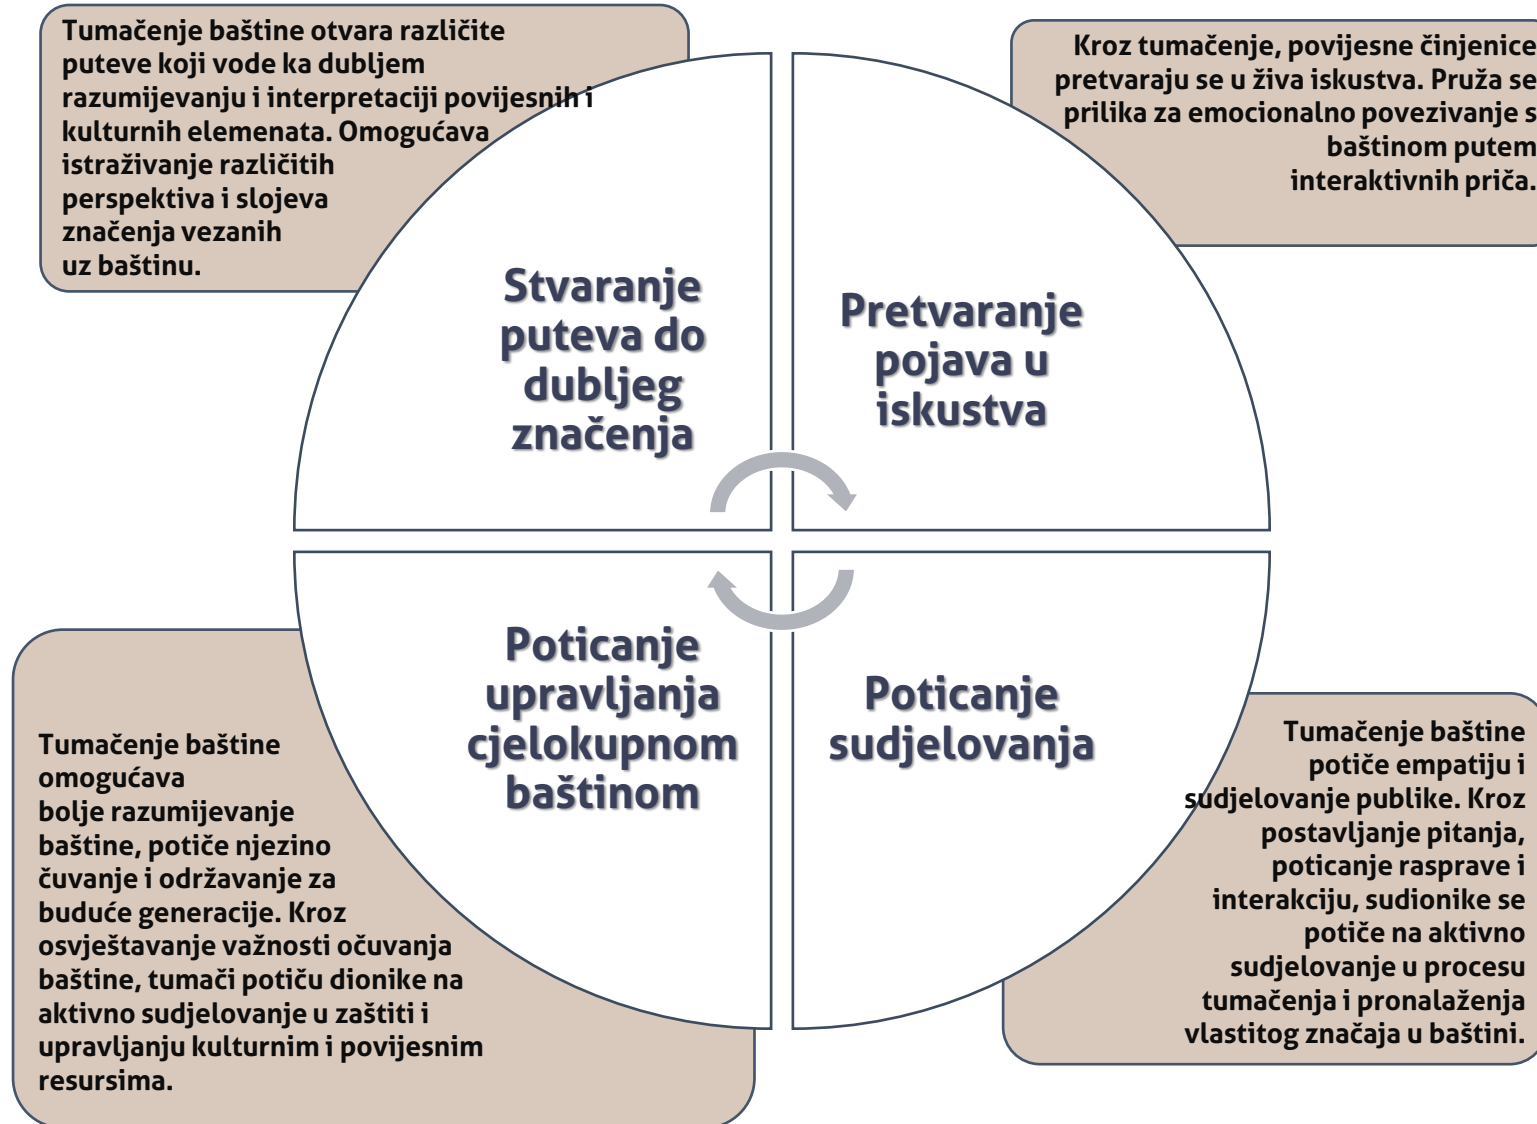 Tumačenje baštine otvara različite
puteve koji vode ka dubljem
razumijevanju i interpretaciji povijesnih i
kulturnih elemenata. Omogućava
istraživanje različitih
perspektiva i slojeva
značenja vezanih
uz baštinu.
Kroz tumačenje, povijesne činjenice
pretvaraju se u živa iskustva. Pruža se
prilika za emocionalno povezivanje s
baštinom putem
interaktivnih priča.
Stvaranje
puteva do
dubljeg
značenja
Pretvaranje
pojava u
iskustva
Poticanje
upravljanja
cjelokupnom
baštinom
Poticanje
sudjelovanja
Tumačenje baštine
omogućava
bolje razumijevanje
baštine, potiče njezino
čuvanje i održavanje za
buduće generacije. Kroz
osvještavanje važnosti očuvanja
baštine, tumači potiču dionike na
aktivno sudjelovanje u zaštiti i
upravljanju kulturnim i povijesnim
resursima.
Tumačenje baštine
potiče empatiju i
sudjelovanje publike. Kroz
postavljanje pitanja,
poticanje rasprave i
interakciju, sudionike se
potiče na aktivno
sudjelovanje u procesu
tumačenja i pronalaženja
vlastitog značaja u baštini.